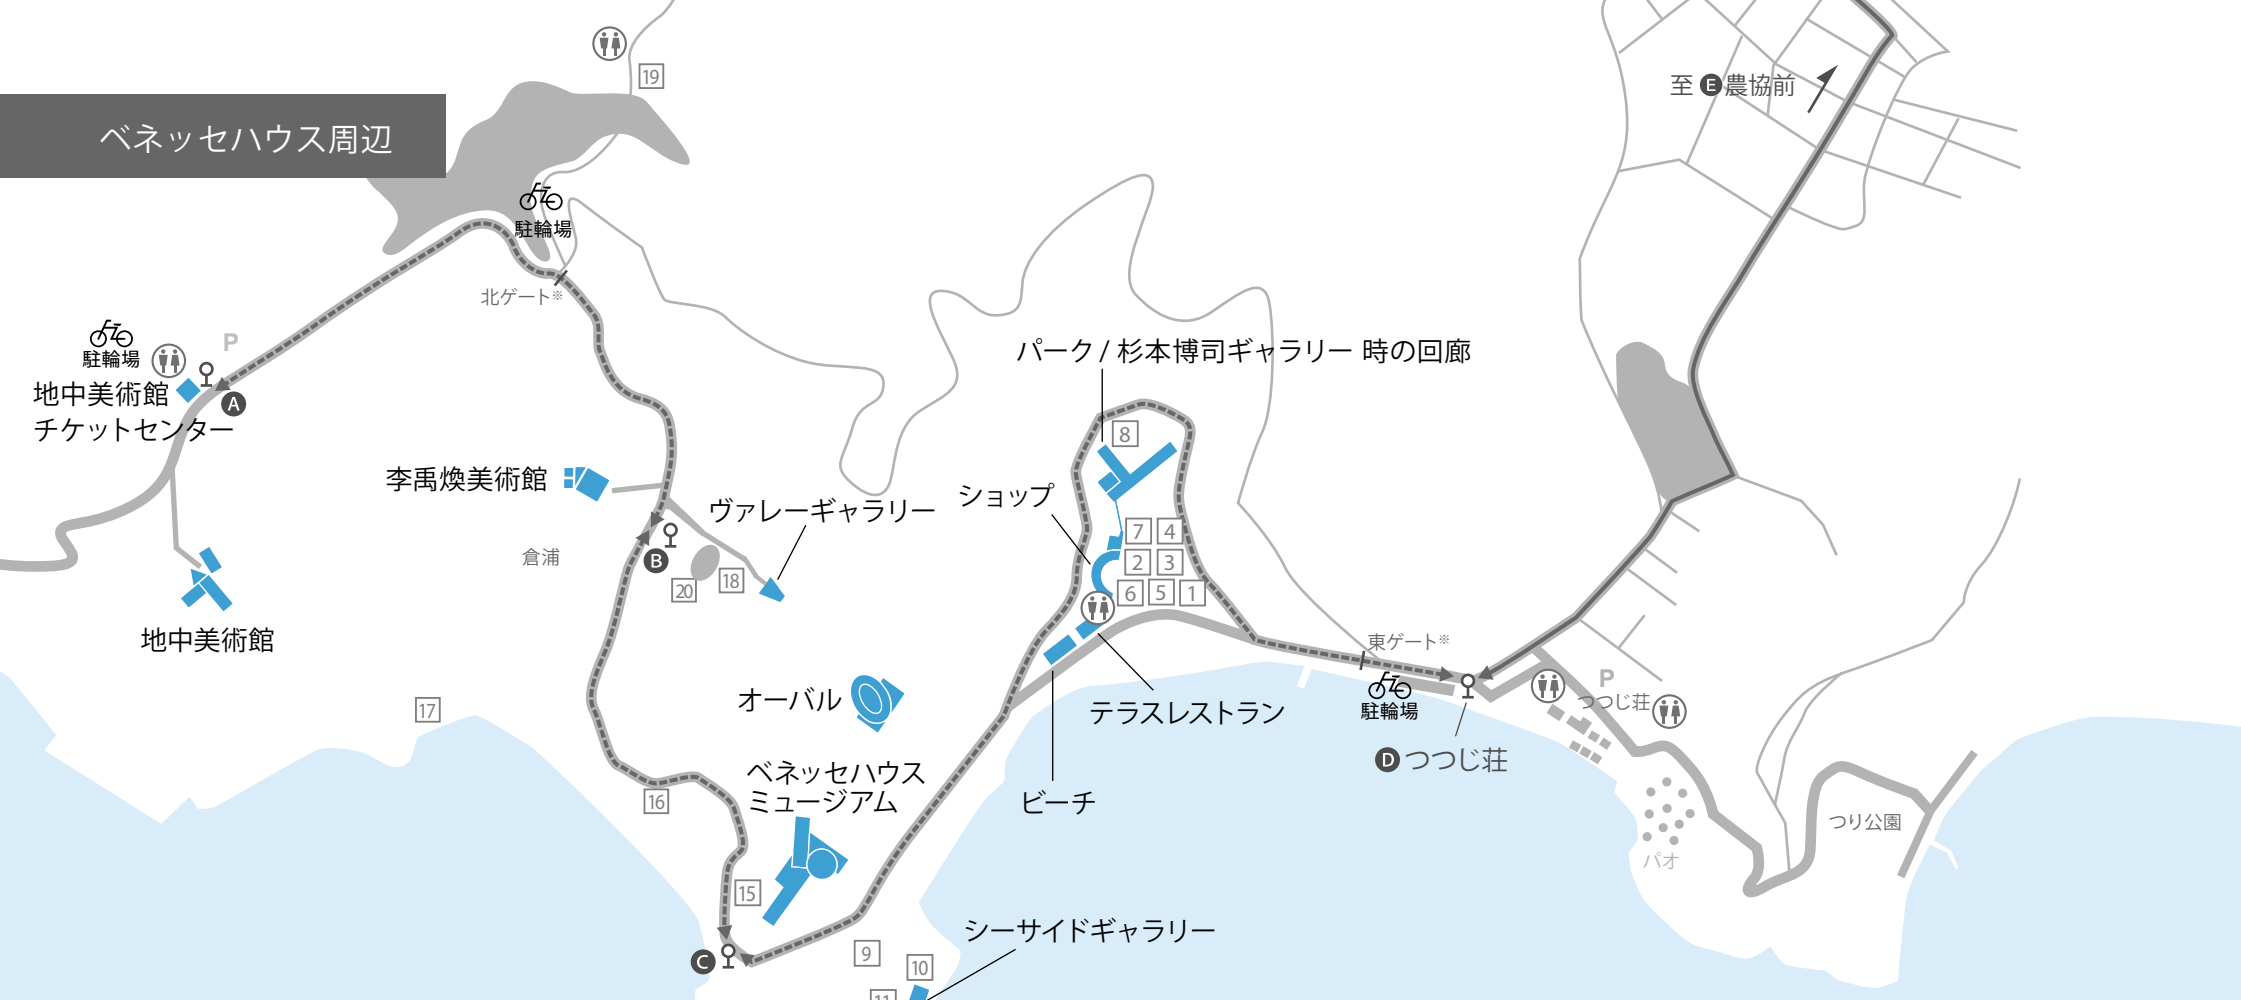 ベネッセハウス周辺
19
至 E 農協前
駐輪場
北ゲート※
P
駐輪場
地中美術館
チケットセンター
A
パーク / 杉本博司ギャラリー 時の回廊
8
李禹煥美術館
ショップ
ヴァレーギャラリー
7
4
倉浦
B
2
3
20
18
6
5
1
地中美術館
東ゲート※
P
つつじ荘
駐輪場
17
オーバル
テラスレストラン
D つつじ荘
ベネッセハウス
ミュージアム
16
ビーチ
つり公園
パオ
15
シーサイドギャラリー
C
9
10
11